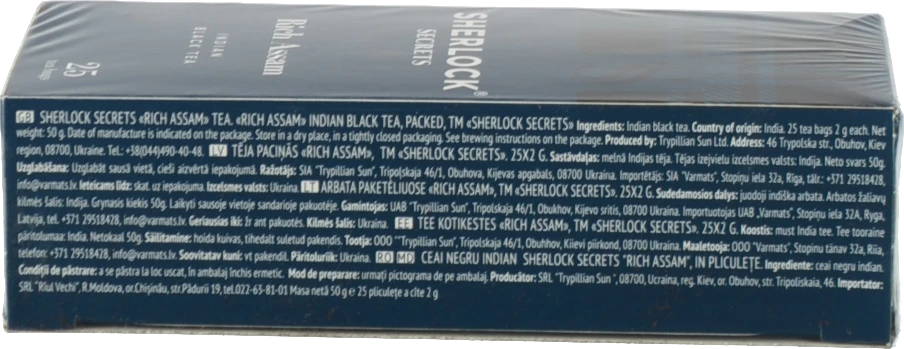 SHERLOCK
SECRETS
Rich Assam
INDIAN
BLACK TEA
25
GB SHERLOCK SECRETS «RICH ASSAM» TEA. «RICH ASSAM» INDIAN BLACK TEA, PACKED, TM «SHERLOCK SECRETS» Ingredients: Indian black tea. Country of origin: India. 25 tea bags 2 g each. Net
weight: 50 g. Date of manufacture is indicated on the package. Store in a dry place, in a tightly closed packaging. See brewing instructions on the package. Produced by: Trypillian Sun Ltd. Address: 46 Trypolska str., Obuhov, Kiev
region, 08700, Ukraine. Tel.: +38(044)490-40-48. LV TĒJA PACIŅĀS «RICH ASSAM», TM «SHERLOCK SECRETS». 25X2 G. Sastāvdaļas: melnā Indijas tēja. Tējas izejvielu izcelsmes valsts: Indija. Neto svars 50g.
Uzglabāšana: Uzglabāt sausā vietā, cieši aizvērtā iepakojumā. Ražotājs: SIA "Trypillian Sun", Tripoļskaja 46/1, Obuhova, Kijevas apgabals, 08700 Ukraina. Importētājs: SIA "Varmats", Stopiņu iela 32a, Rīga, tālr.: +371 29518428,
info@varmats.lv. Ieteicams līdz: skat. uz iepakojuma. Izcelsmes valsts: Ukraina. LT ARBATA PAKETĖLIUOSE «RICH ASSAM», TM «SHERLOCK SECRETS». 25X2 G. Sudedamosios dalys: juodoji indiška arbata. Arbatos žaliavų
kilmės šalis: Indija. Grynasis kiekis 50g. Laikyti sausoje vietoje sandarioje pakuotėje. Gamintojas: UAB "Trypillian Sun", Tripolskaja 46/1, Obukhov, Kijevo sritis, 08700 Ukraina. Importuotojas UAB „Varmats", Stopinu iela 32A, Ryga,
Latvija, tel. +371 29518428, info@varmats.lv. Geriausias iki: žr ant pakuotės. Kilmės šalis: Ukraina. EE TEE KOTIKESTES «RICH ASSAM», TM «SHERLOCK SECRETS». 25X2 G. Koostis: must India tee. Tee tooraine
päritolumaa: India. Netokaal 50g. Säilitamine: hoida kuivas, tihedalt suletud pakendis. Tootja: OOO "Trypillian Sun", Tripolskaja 46/1, Obuhhov, Kiievi piirkond, 08700 Ukraina. Maaletooja: OOO "Varmats", Stopinu tänav 32a, Riia,
telefon: +371 29518428, info@varmats.lv. Soovitatav kuni: vt pakendil. Päritoluriik: Ukraina. RO MD CEAI NEGRU INDIAN SHERLOCK SECRETS "RICH ASSAM", IN PLICULEȚE. Ingrediente: ceai negru indian.
Condiții de păstrare: a se păstra la loc uscat, în ambalaj închis ermetic. Mod de preparare: urmați pictograma de pe ambalaj. Producător: SRL "Trypillian Sun", 08700, Ucraina, reg. Kiev, or. Obuhov, str. Tripoliskaia, 46. Importator:
SRL "Rîul Vechi", R.Moldova, or.Chișinău, str.Pădurii 19, tel.022-63-81-01 Masa netă 50 g e 25 pliculețe a cîte 2 g